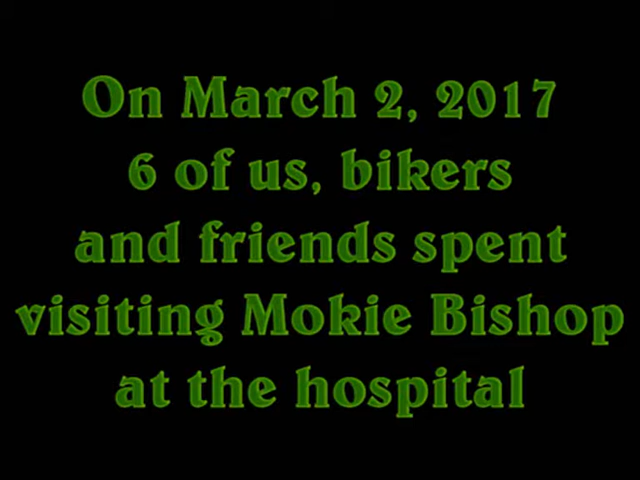 On March 2, 2017
6 of us, bikers
and friends spent
visiting Mokie Bishop
at the hospital